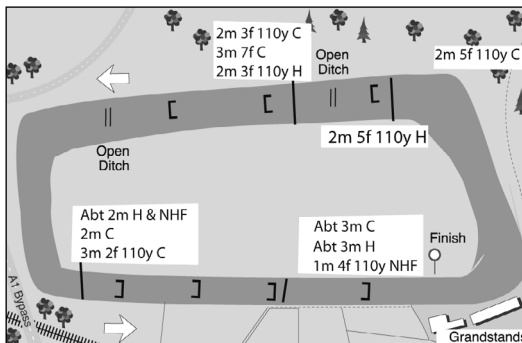 2m 3f 110y C
3m 7f C
2m 3f 110y H
Open
Ditch
2m 5f 110y C
2m 5f 110y H
Open
Ditch
Abt 2m H & NHF
2m C
3m 2f 110y C
Abt 3m C
Abt 3m H
1m 4f 110y NHF
Finish
A1 Bypass
Grandstands